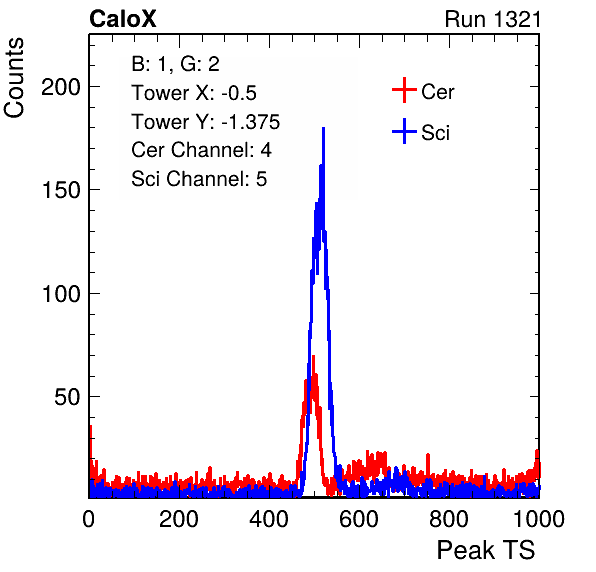 CaloX Run 1321
Counts
B: 1, G: 2
Tower X: -0.5
Tower Y: -1.375
Cer Channel: 4
Sci Channel: 5
Cer
Sci
200
150
100
50
0 200 400 600 800 1000
Peak TS